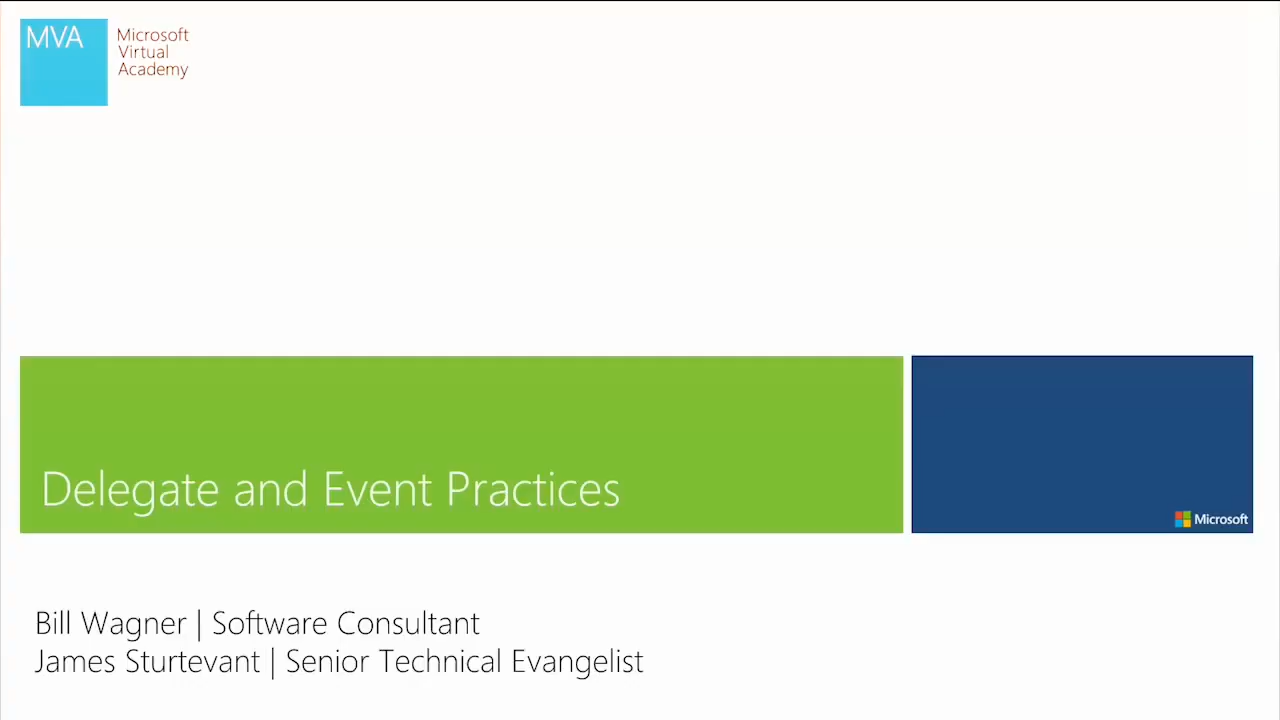 MVA
Microsoft
Virtual
Academy
Delegate and Event Practices
Microsoft
Bill Wagner | Software Consultant
James Sturtevant | Senior Technical Evangelist